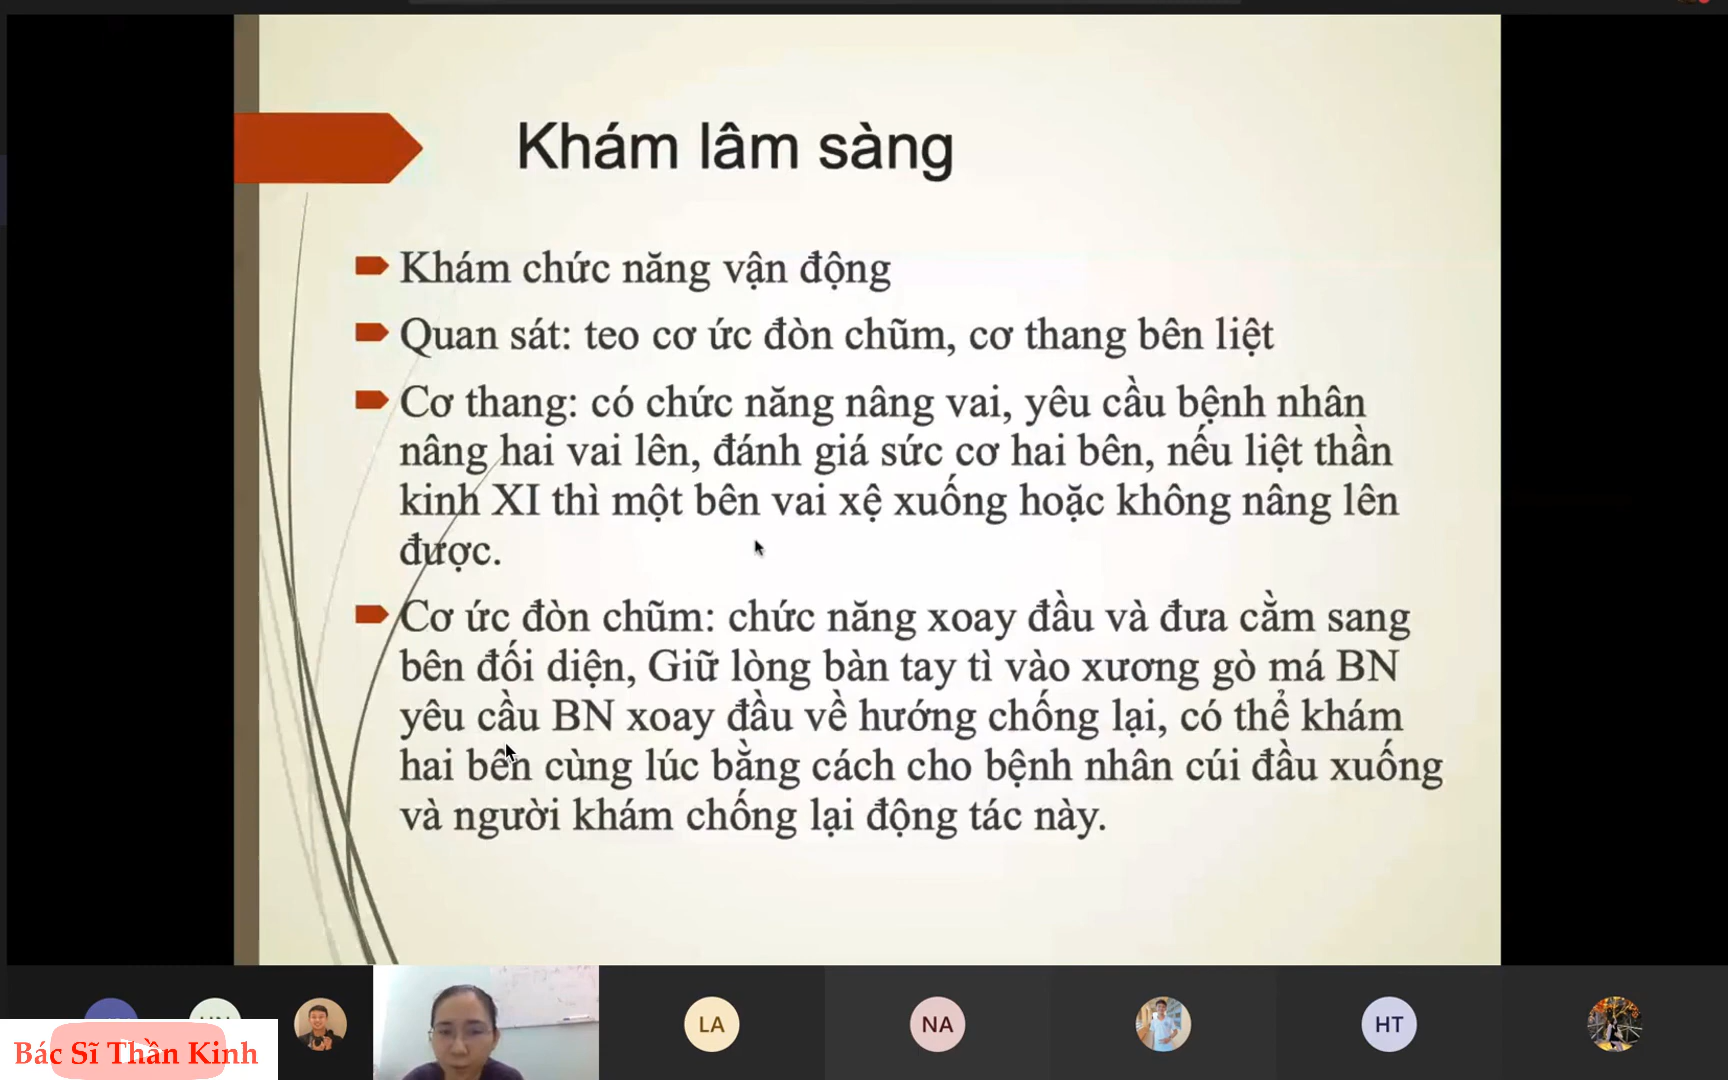 Khám lâm sàng
Khám chức năng vận động
Quan sát: teo cơ ức đòn chũm, cơ thang bên liệt
Cơ thang: có chức năng nâng vai, yêu cầu bệnh nhân
nâng hai vai lên, đánh giá sức cơ hai bên, nếu liệt thần
kinh XI thì một bên vai xệ xuống hoặc không nâng lên
được.
Cơ ức đòn chũm: chức năng xoay đầu và đưa cằm sang
bên đối diện, Giữ lòng bàn tay tì vào xương gò má BN
yêu cầu BN xoay đầu về hướng chống lại, có thể khám
hai bên cùng lúc bằng cách cho bệnh nhân cúi đầu xuống
và người khám chống lại động tác này.
LA
NA
HT
Bác Sĩ Thần Kinh